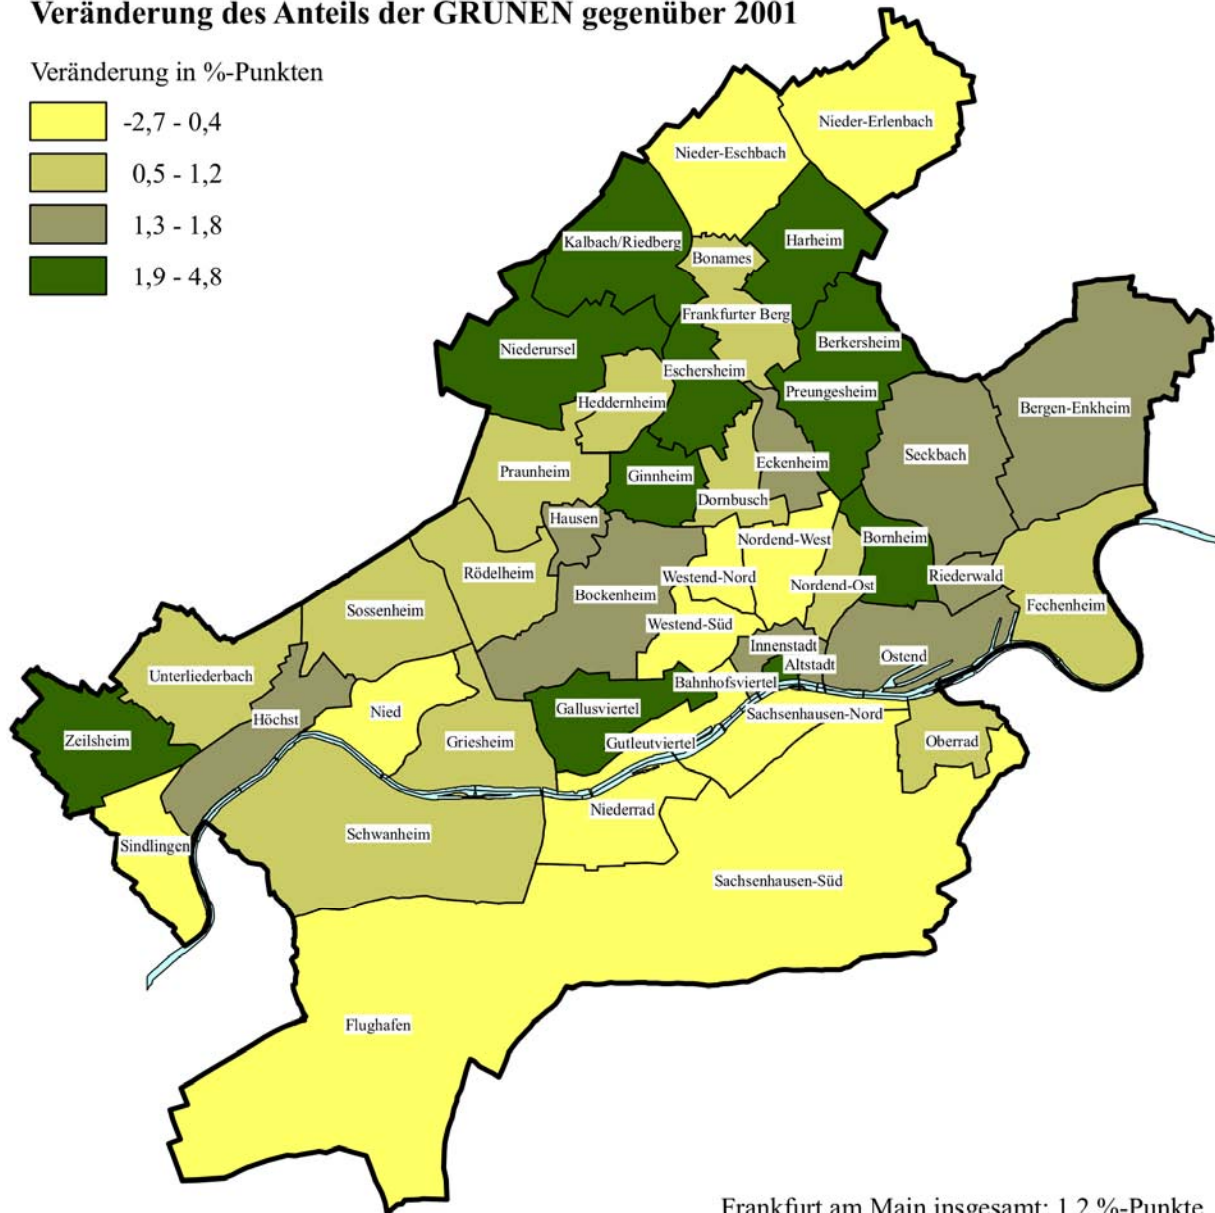 Veränderung des Anteils der GRÜNEN gegenüber 2001
Veränderung in %-Punkten
-2,7 - 0,4
0,5 - 1,2
1,3 - 1,8
1,9 - 4,8
Nieder-Erlenbach
Nieder-Eschbach
Kalbach/Riedberg
Harheim
Bonames
Frankfurter Berg
Niederursel
Berkersheim
Eschersheim
Preungesheim
Heddernheim
Bergen-Enkheim
Seckbach
Eckenheim
Praunheim
Ginnheim
Dornbusch
Hausen
Nordend-West
Bornheim
Rödelheim
Westend-Nord
Riederwald
Nordend-Ost
Bockenheim
Fechenheim
Sossenheim
Westend-Süd
Innenstadt
Ostend
Altstadt
Unterliederbach
Bahnhofsviertel
Gallusviertel
Nied
Höchst
Sachsenhausen-Nord
Zeilsheim
Griesheim
Gutleutviertel
Oberrad
Niederrad
Schwanheim
Sindlingen
Sachsenhausen-Süd
Flughafen
Frankfurt am Main insgesamt: 1,2 %-Punkte